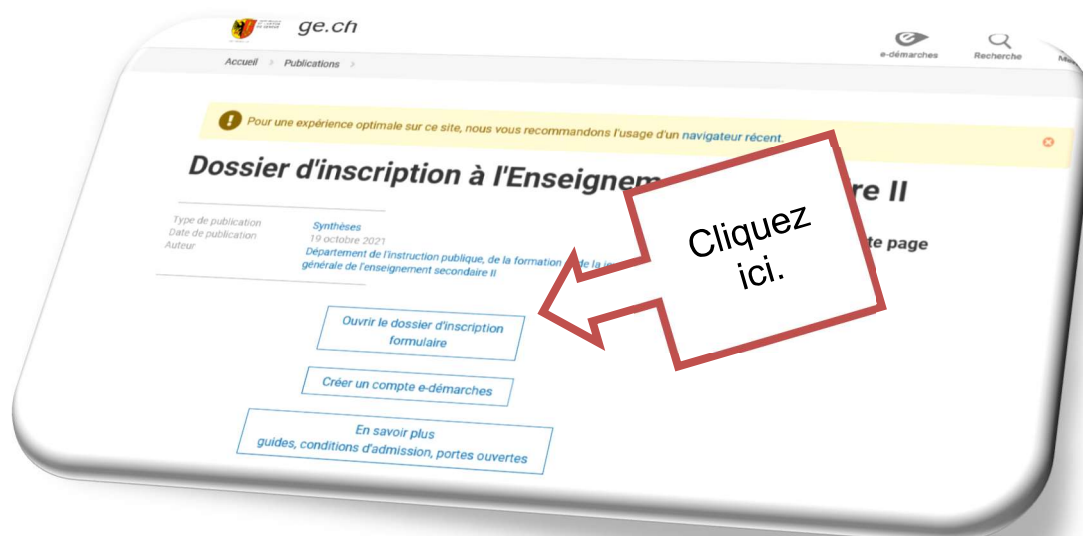 ge.ch
e-démarches
Recherche
Accueil > Publications >
Pour une expérience optimale sur ce site, nous vous recommandons l'usage d'un navigateur récent.
Dossier d'inscription à l'Enseignem re II
te page
Type de publication Synthèses
Date de publication 19 octobre 2021
Auteur Département de l'instruction publique, de la formation de la
générale de l'enseignement secondaire II
Cliquez
ici.
Ouvrir le dossier d'inscription
formulaire
Créer un compte e-démarches
En savoir plus
guides, conditions d'admission, portes ouvertes